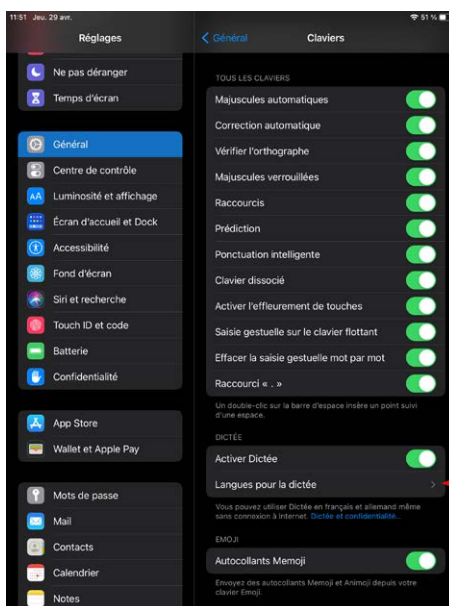 11:51 Jeu. 29 avr.
51 %
Réglages
Ne pas déranger
Temps d'écran
Général
Centre de contrôle
AA
Luminosité et affichage
Écran d'accueil et Dock
Accessibilité
Fond d'écran
Siri et recherche
Touch ID et code
Batterie
Confidentialité
App Store
Wallet et Apple Pay
Mots de passe
Mail
Contacts
Calendrier
Notes
Général
Claviers
TOUS LES CLAVIERS
Majuscules automatiques
Correction automatique
Vérifier l'orthographe
Majuscules verrouillées
Raccourcis
Prédiction
Ponctuation intelligente
Clavier dissocié
Activer l'effleurement de touches
Saisie gestuelle sur le clavier flottant
Effacer la saisie gestuelle mot par mot
Raccourci « . »
Un double-clic sur la barre d'espace insère un point suivi
d'une espace.
DICTÉE
Activer Dictée
Langues pour la dictée
Vous pouvez utiliser Dictée en français et allemand même
sans connexion à Internet. Dictée et confidentialité...
EMOJI
Autocollants Memoji
Envoyez des autocollants Memoji et Animoji depuis votre
clavier Emoji.